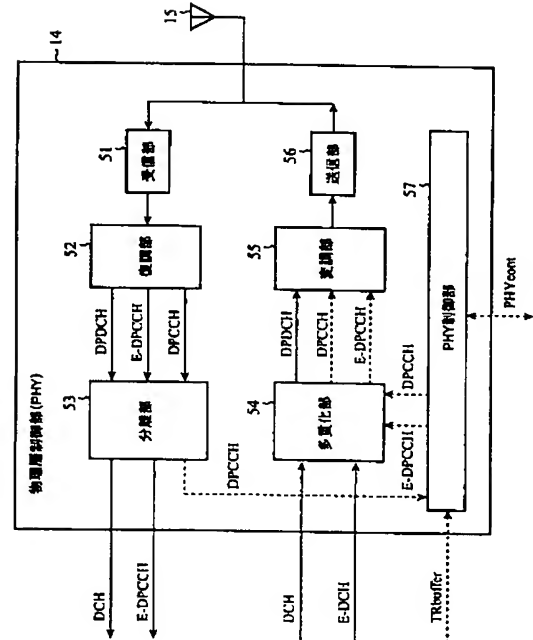 14
15
物理層制御部(PHY)
53
分離部
52
復調部
51
受信部
DPDCH
E-DPCCH
DPCCH
DCH
E-DPCCH
DPCCH
54
多重化部
55
変調部
56
送信部
DPDCH
DPCCH
E-DPCCH
DCH
E-DCH
E-DPCCH
DPCCH
57
PHY制御部
TRbuffer
PHYcont